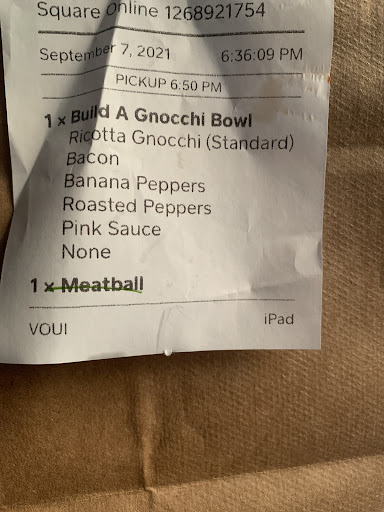 Square Online 1268921754
September 7, 2021 6:36:09 PM
PICKUP 6:50 PM
1 x Build A Gnocchi Bowl
Ricotta Gnocchi (Standard)
Bacon
Banana Peppers
Roasted Peppers
Pink Sauce
None
1 x Meatball
VOUI iPad